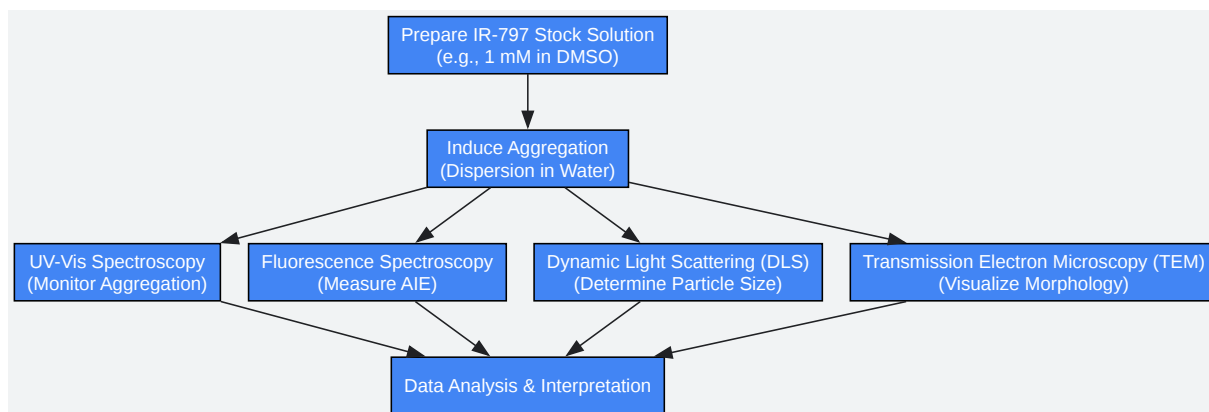 Prepare IR-797 Stock Solution
(e.g., 1 mM in DMSO)
Induce Aggregation
(Dispersion in Water)
UV-Vis Spectroscopy
(Monitor Aggregation)
Fluorescence Spectroscopy
(Measure AIE)
Dynamic Light Scattering (DLS)
(Determine Particle Size)
Transmission Electron Microscopy (TEM)
(Visualize Morphology)
Data Analysis & Interpretation